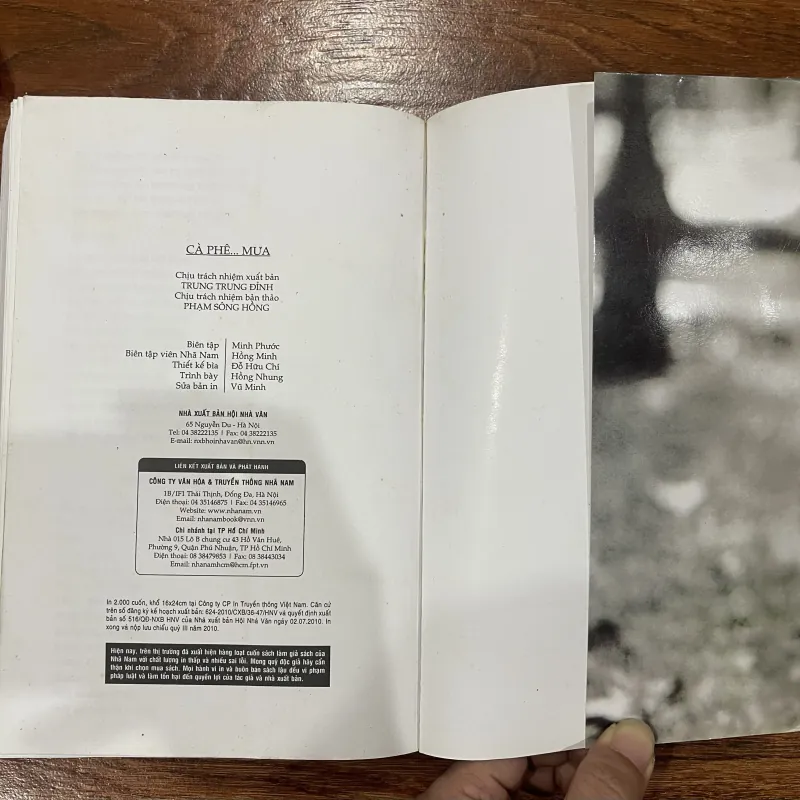 CÀ PHÊ... MƯA
Chịu trách nhiệm xuất bản
TRUNG TRUNG ĐỈNH
Chịu trách nhiệm bản thảo
PHẠM SÔNG HỒNG
Biên tập | Minh Phước
Biên tập viên Nhã Nam | Hồng Minh
Thiết kế bìa | Đỗ Hữu Chí
Trình bày | Hồng Nhung
Sửa bản in | Vũ Minh
NHÀ XUẤT BẢN HỘI NHÀ VĂN
65 Nguyễn Du - Hà Nội
Tel: 04 38222135 | Fax: 04 38222135
E-mail: nxbhoinhavan@hn.vnn.vn
LIÊN KẾT XUẤT BẢN VÀ PHÁT HÀNH
CÔNG TY VĂN HÓA & TRUYỀN THÔNG NHÃ NAM
1B/IF1 Thái Thịnh, Đống Đa, Hà Nội
Điện thoại: 04 35146875 | Fax: 04 35146965
Website: www.nhanam.vn
Email: nhanambook@vnn.vn
Chi nhánh tại TP Hồ Chí Minh
Nhà 015 Lô B chung cư 43 Hồ Văn Huê,
Phường 9, Quận Phú Nhuận, TP Hồ Chí Minh
Điện thoại: 08 38479853 | Fax: 08 38443034
Email: nhanamhcm@hcm.fpt.vn
In 2.000 cuốn, khổ 16x24cm tại Công ty CP In Truyền thông Việt Nam. Căn cứ
trên số đăng ký kế hoạch xuất bản: 624-2010/CXB/36-47/HNV và quyết định xuất
bản số 516/QĐ-NXB HNV của Nhà xuất bản Hội Nhà Văn ngày 02.07.2010. In
xong và nộp lưu chiểu quý III năm 2010.
Hiện nay, trên thị trường đã xuất hiện hàng loạt cuốn sách làm giả sách của
Nhã Nam với chất lượng in thấp và nhiều sai lỗi. Mong quý độc giả hãy cẩn
thận khi chọn mua sách. Mọi hành vi in và buôn bán sách lậu đều vi phạm
pháp luật và làm tổn hại đến quyền lợi của tác giả và nhà xuất bản.